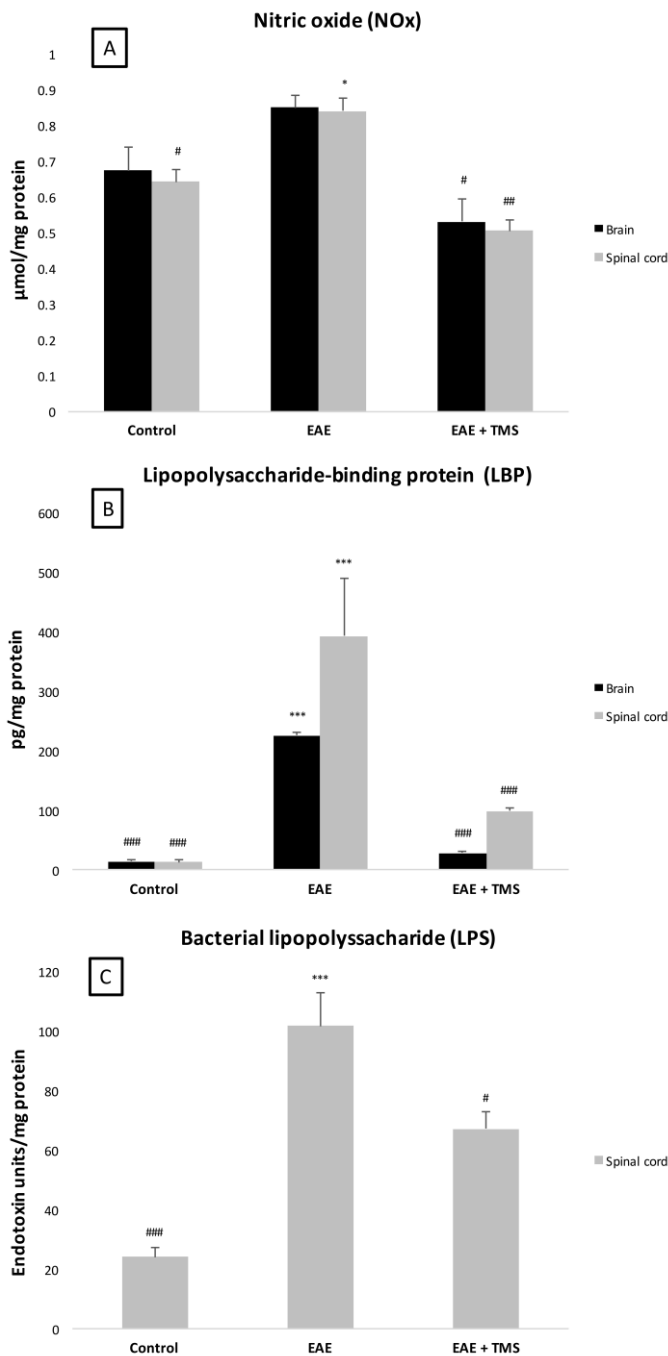 Nitric oxide (NOx)
A
1
0.9
0.8
0.7
0.6
0.5
0.4
0.3
0.2
0.1
0
µmol/mg protein
#
*
#
##
Brain
Spinal cord
Control
EAE
EAE + TMS
Lipopolysaccharide-binding protein (LBP)
B
600
500
400
300
200
100
0
pg/mg protein
###
###
***
***
###
###
Brain
Spinal cord
Control
EAE
EAE + TMS
Bacterial lipopolyssacharide (LPS)
C
120
100
80
60
40
20
0
Endotoxin units/mg protein
###
***
#
Spinal cord
Control
EAE
EAE + TMS